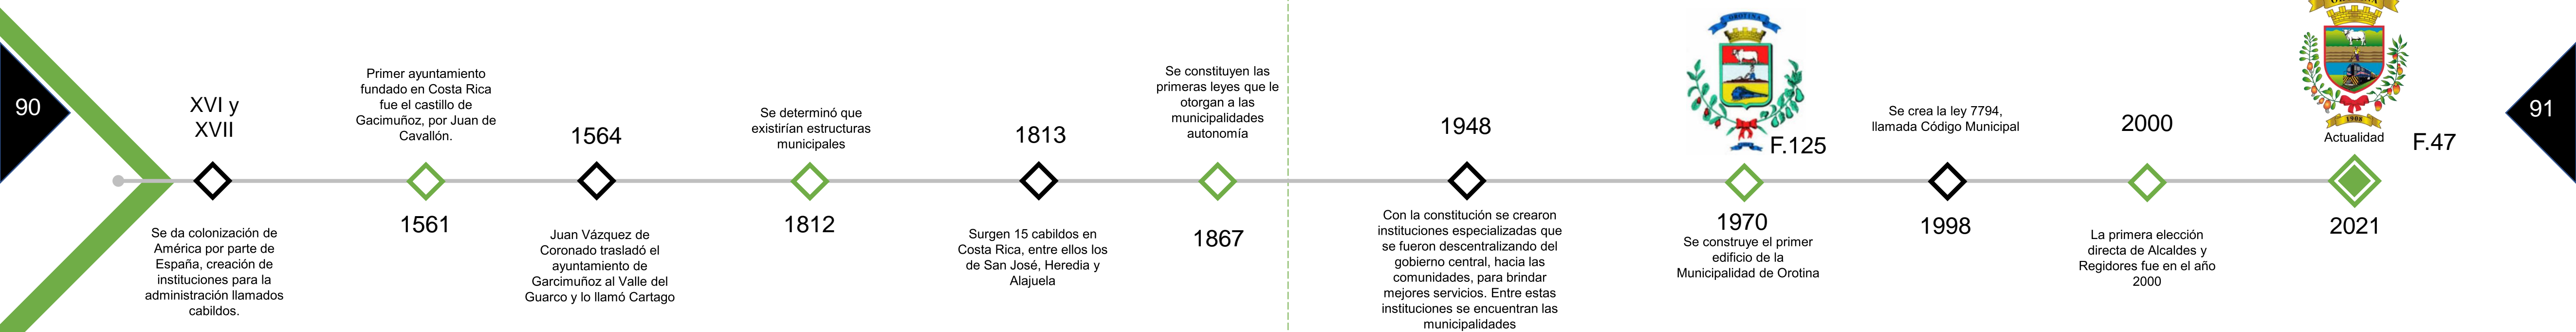 90
XVI y
XVII
Se da colonización de
América por parte de
España, creación de
instituciones para la
administración llamados
cabildos.
Primer ayuntamiento
fundado en Costa Rica
fue el castillo de
Gacimuñoz, por Juan de
Cavallón.
1561
1564
Juan Vázquez de
Coronado trasladó el
ayuntamiento de
Garcimuñoz al Valle del
Guarco y lo llamó Cartago
Se determinó que
existirían estructuras
municipales
1812
1813
Surgen 15 cabildos en
Costa Rica, entre ellos los
de San José, Heredia y
Alajuela
Se constituyen las
primeras leyes que le
otorgan a las
municipalidades
autonomía
1867
1948
Con la constitución se crearon
instituciones especializadas que
se fueron descentralizando del
gobierno central, hacia las
comunidades, para brindar
mejores servicios. Entre estas
instituciones se encuentran las
municipalidades
OROTINA
F.125
1970
Se construye el primer
edificio de la
Municipalidad de Orotina
Se crea la ley 7794,
llamada Código Municipal
1998
2000
La primera elección
directa de Alcaldes y
Regidores fue en el año
2000
OROTINA
1908
Actualidad
F.47
2021
91